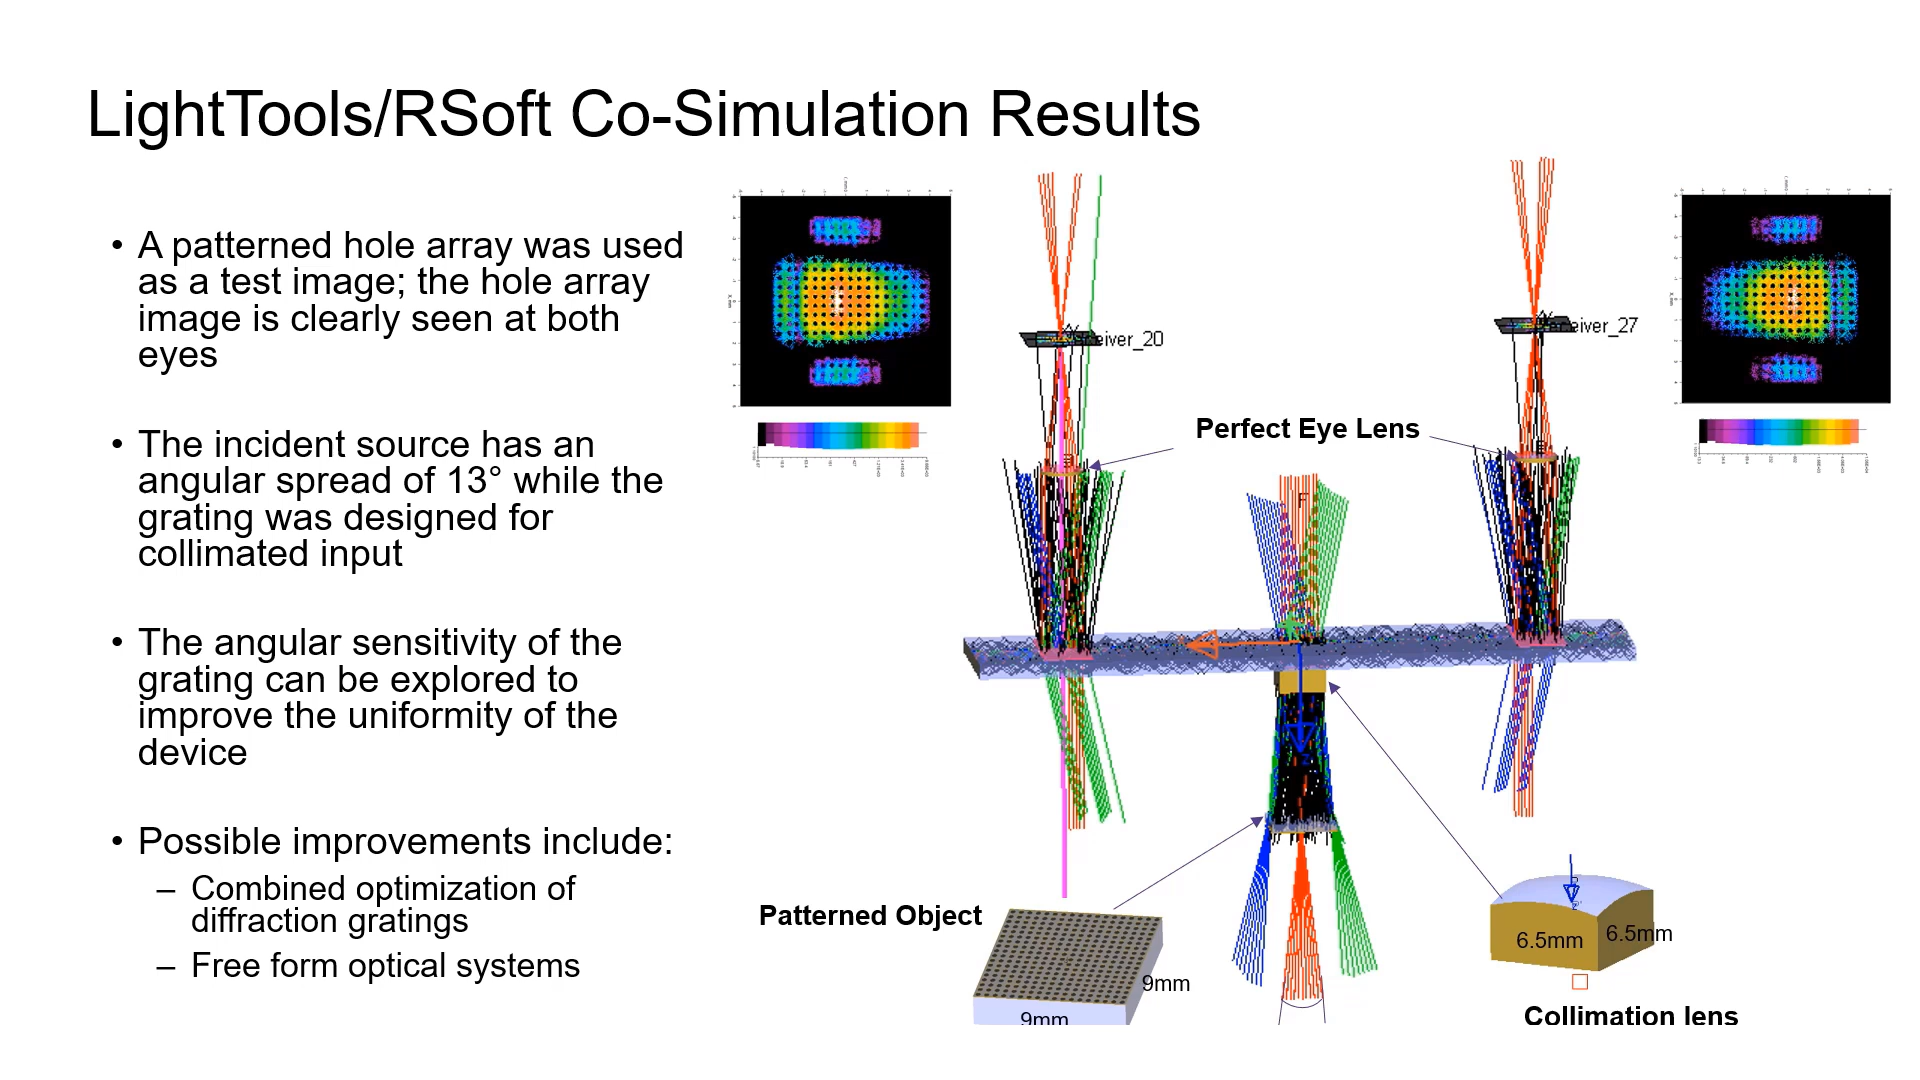 LightTools/RSoft Co-Simulation Results
• A patterned hole array was used
as a test image; the hole array
image is clearly seen at both
eyes
• The incident source has an
angular spread of 13° while the
grating was designed for
collimated input
• The angular sensitivity of the
grating can be explored to
improve the uniformity of the
device
• Possible improvements include:
– Combined optimization of
diffraction gratings
– Free form optical systems
Perfect Eye Lens
Patterned Object
9mm
9mm
6.5mm
6.5mm
Collimation lens